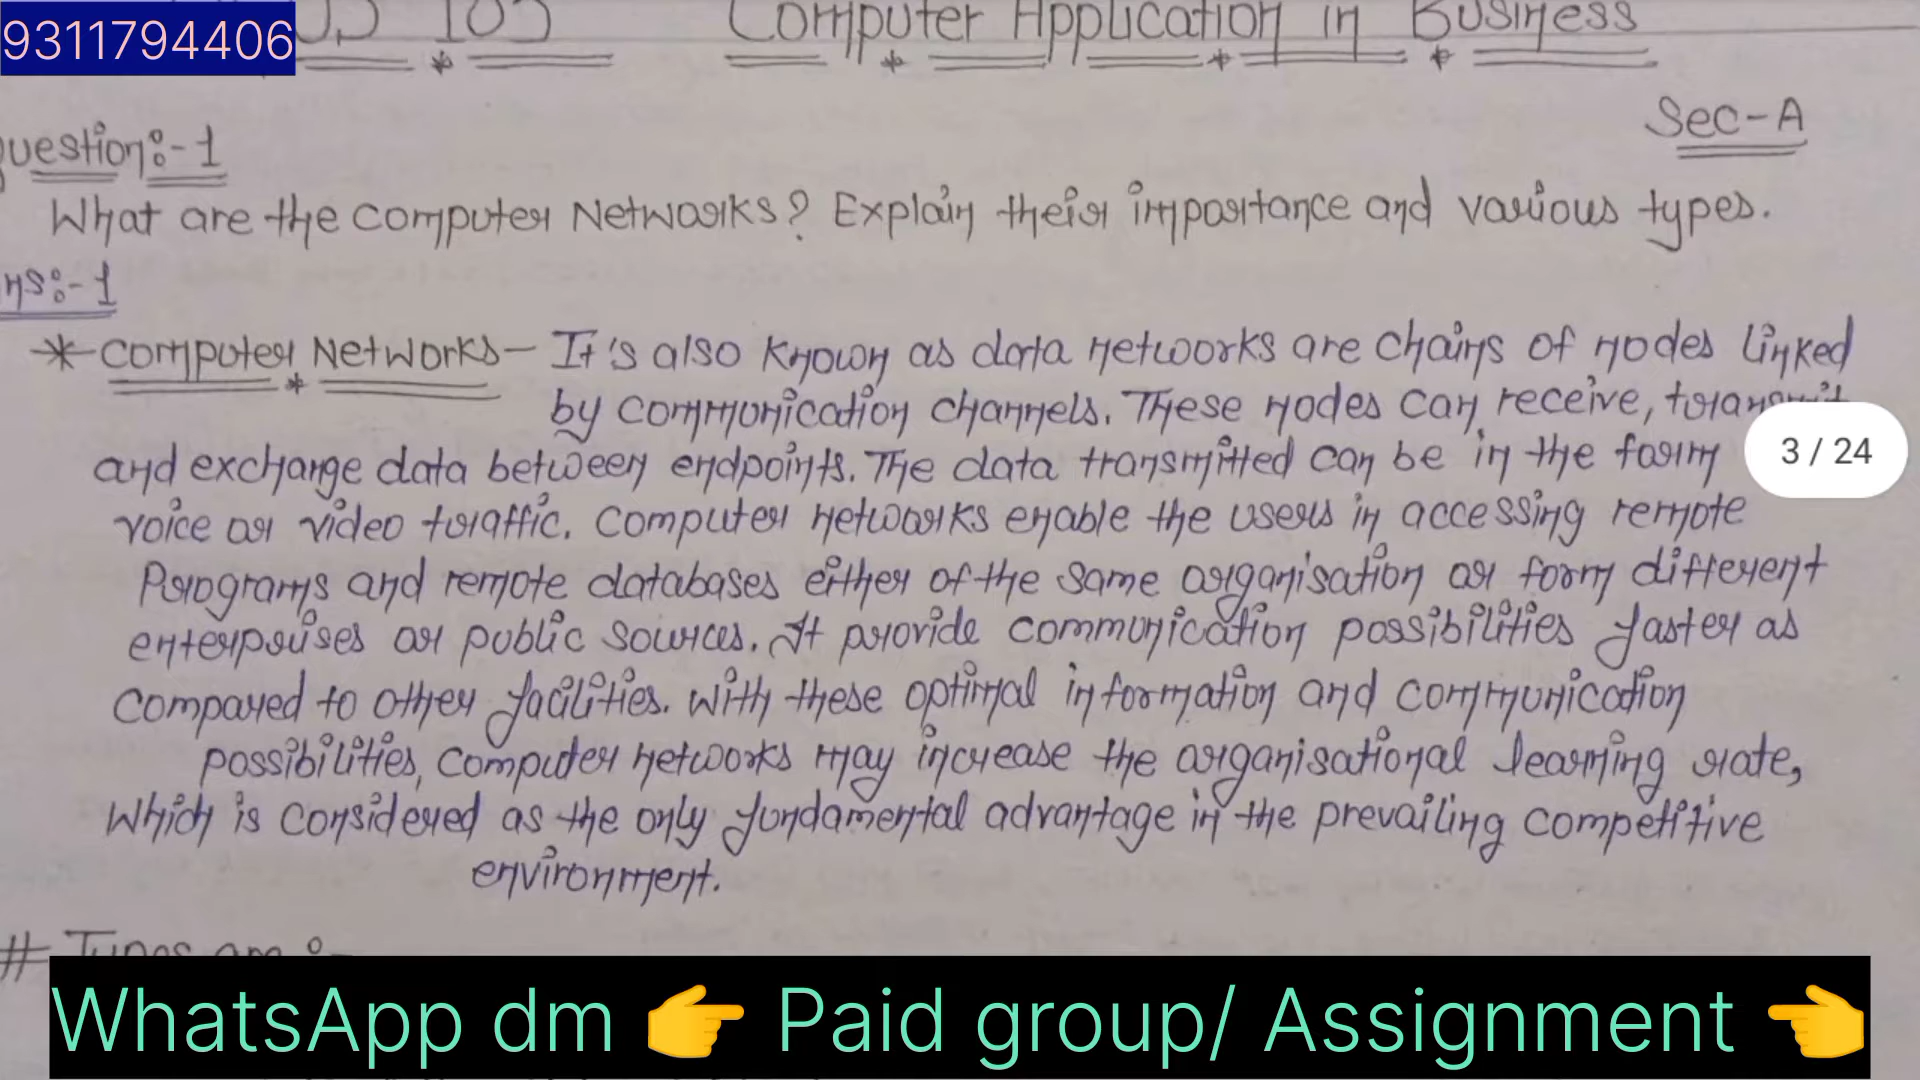 9311794406
105 Computer Application in Business
Sec-A
uestion:-1
What are the computer Networks? Explain their importance and various types.
ns:-1
* Computer Networks - It's also known as data networks are chains of nodes linked
by communication channels. These nodes can receive, transmit
and exchange data between endpoints. The data transmitted can be in the form
3 / 24
voice or video traffic. Computer networks enable the users in accessing remote
Programs and remote databases either of the same organisation or form different
enterprises or public sources. It provide communication possibilities faster as
compared to other facilities. With these optimal information and communication
possibilities, computer networks may increase the organisational learning rate,
which is considered as the only fundamental advantage in the prevailing competitive
environment.
# Types are :-
WhatsApp dm 👉 Paid group/ Assignment 👈